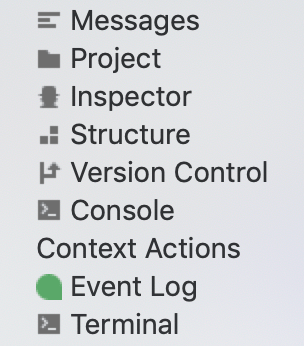 Messages
Project
Inspector
Structure
Version Control
Console
Context Actions
Event Log
Terminal